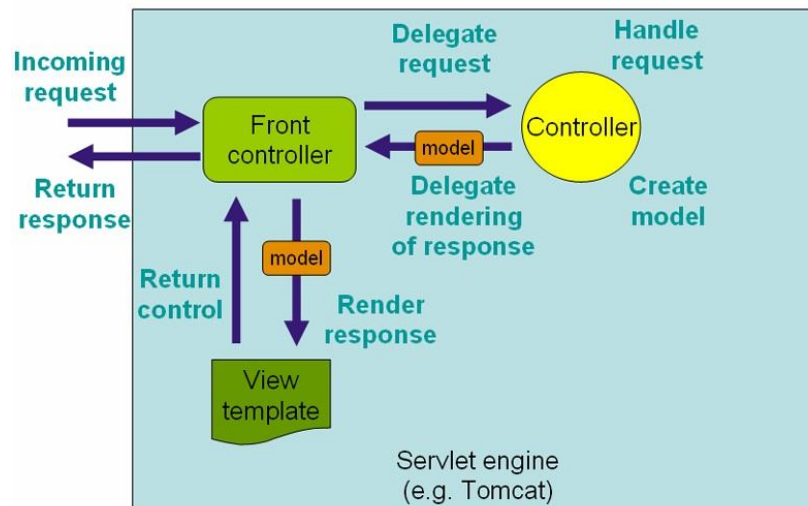 Incoming
request
Return
response
Front
controller
Delegate
request
Handle
request
Controller
model
Delegate
rendering
of response
Create
model
model
Return
control
Render
response
View
template
Servlet engine
(e.g. Tomcat)